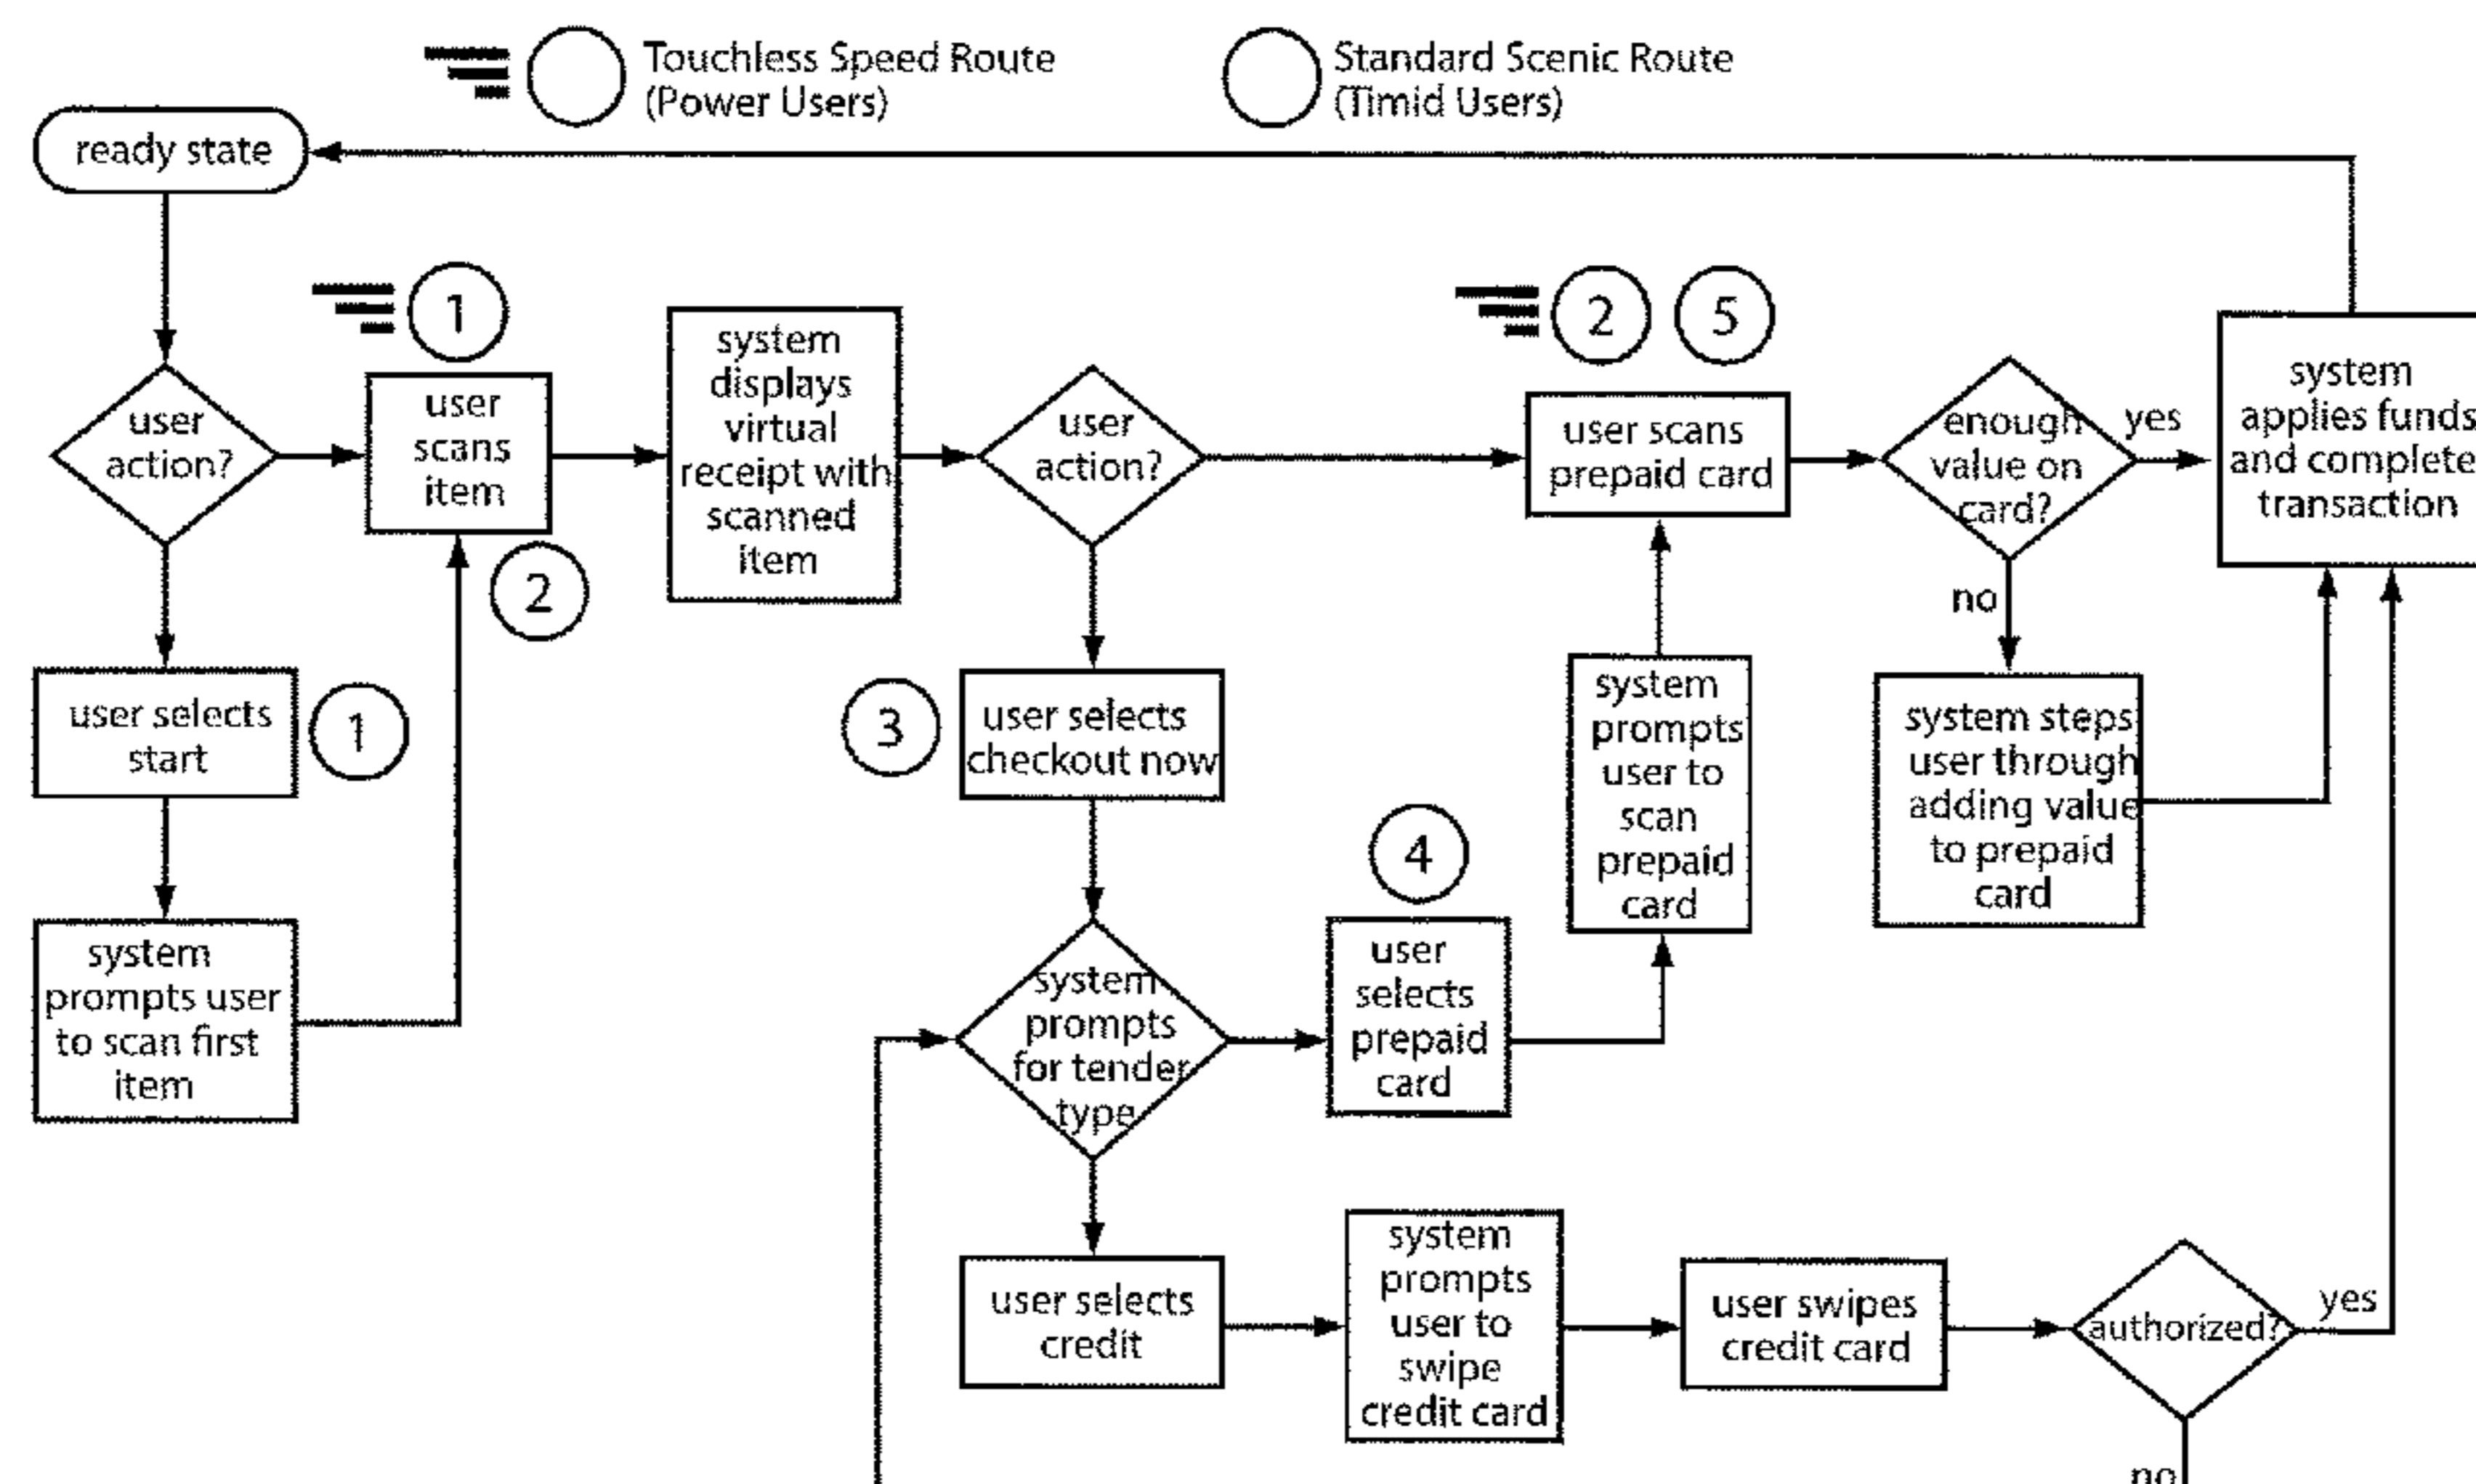 Touchless Speed Route
(Power Users)
Standard Scenic Route
(Timid Users)
ready state
user
action?
1
user
scans
item
2
system
displays
virtual
receipt with
scanned
item
user
action?
2
5
user scans
prepaid card
enough
value on
card?
yes
no
system
applies funds
and complete
transaction
user selects
start
1
system
prompts user
to scan first
item
3
user selects
checkout now
system
prompts
for tender
type
4
user
selects
prepaid
card
system
prompts
user to
scan
prepaid
card
system steps
user through
adding value
to prepaid
card
user selects
credit
system
prompts
user to
swipe
credit card
user swipes
credit card
authorized?
yes
no